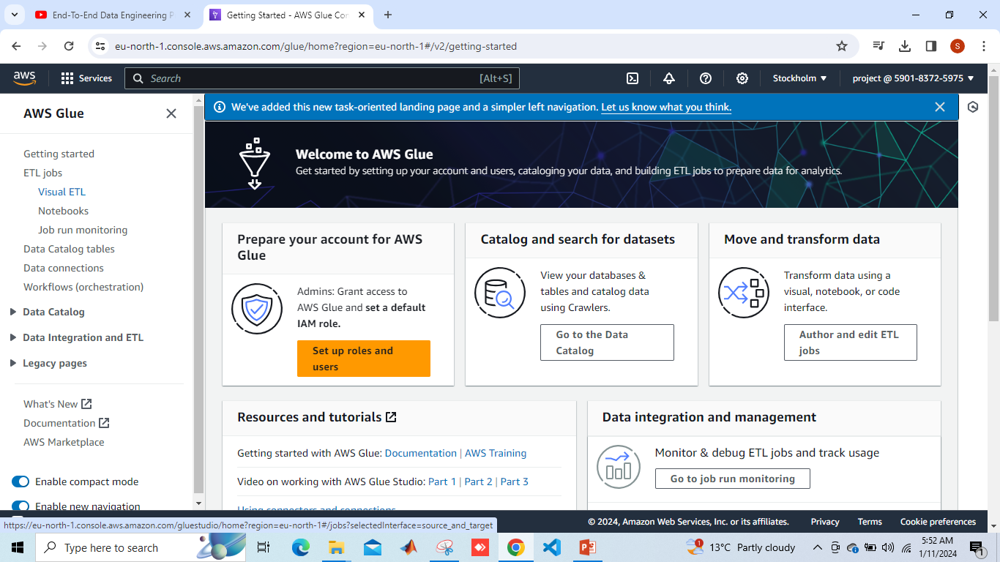 End-To-End Data Engineering P
Getting Started - AWS Glue Con
eu-north-1.console.aws.amazon.com/glue/home?region=eu-north-1#/v2/getting-started
S
aws
Services
Search
[Alt+S]
Stockholm
project @ 5901-8372-5975
AWS Glue
We've added this new task-oriented landing page and a simpler left navigation. Let us know what you think.
Getting started
ETL jobs
Visual ETL
Notebooks
Job run monitoring
Data Catalog tables
Data connections
Workflows (orchestration)
Data Catalog
Data Integration and ETL
Legacy pages
What's New
Documentation
AWS Marketplace
Enable compact mode
Enable new navigation
Welcome to AWS Glue
Get started by setting up your account and users, cataloging your data, and building ETL jobs to prepare data for analytics.
Prepare your account for AWS
Glue
Admins: Grant access to
AWS Glue and set a default
IAM role.
Set up roles and
users
Catalog and search for datasets
View your databases &
tables and catalog data
using Crawlers.
Go to the Data
Catalog
Move and transform data
Transform data using a
visual, notebook, or code
interface.
Author and edit ETL
jobs
Resources and tutorials
Getting started with AWS Glue: Documentation | AWS Training
Video on working with AWS Glue Studio: Part 1 | Part 2 | Part 3
Using connectors and connections
Data integration and management
Monitor & debug ETL jobs and track usage
Go to job run monitoring
https://eu-north-1.console.aws.amazon.com/gluestudio/home?region=eu-north-1#/jobs?selectedInterface=source_and_target
© 2024, Amazon Web Services, Inc. or its affiliates.
Privacy
Terms
Cookie preferences
Type here to search
1
13°C Partly cloudy
5:52 AM
1/11/2024
1